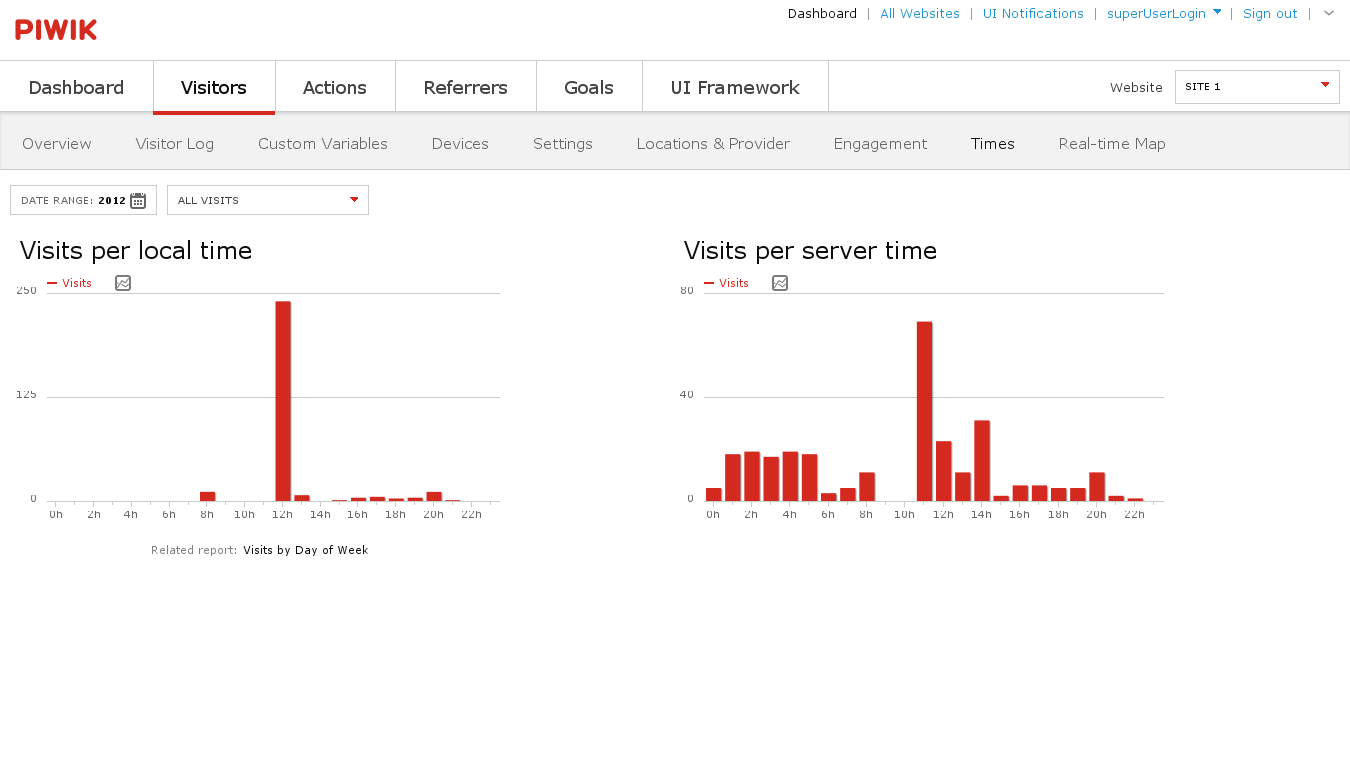 PIWIK
Dashboard | All Websites | UI Notifications | superUserLogin | Sign out |
Dashboard Visitors Actions Referrers Goals UI Framework Website SITE 1
Overview Visitor Log Custom Variables Devices Settings Locations & Provider Engagement Times Real-time Map
DATE RANGE: 2012 ALL VISITS
Visits per local time
Visits
250
125
0
0h 2h 4h 6h 8h 10h 12h 14h 16h 18h 20h 22h
Related report: Visits by Day of Week
Visits per server time
Visits
80
40
0
0h 2h 4h 6h 8h 10h 12h 14h 16h 18h 20h 22h